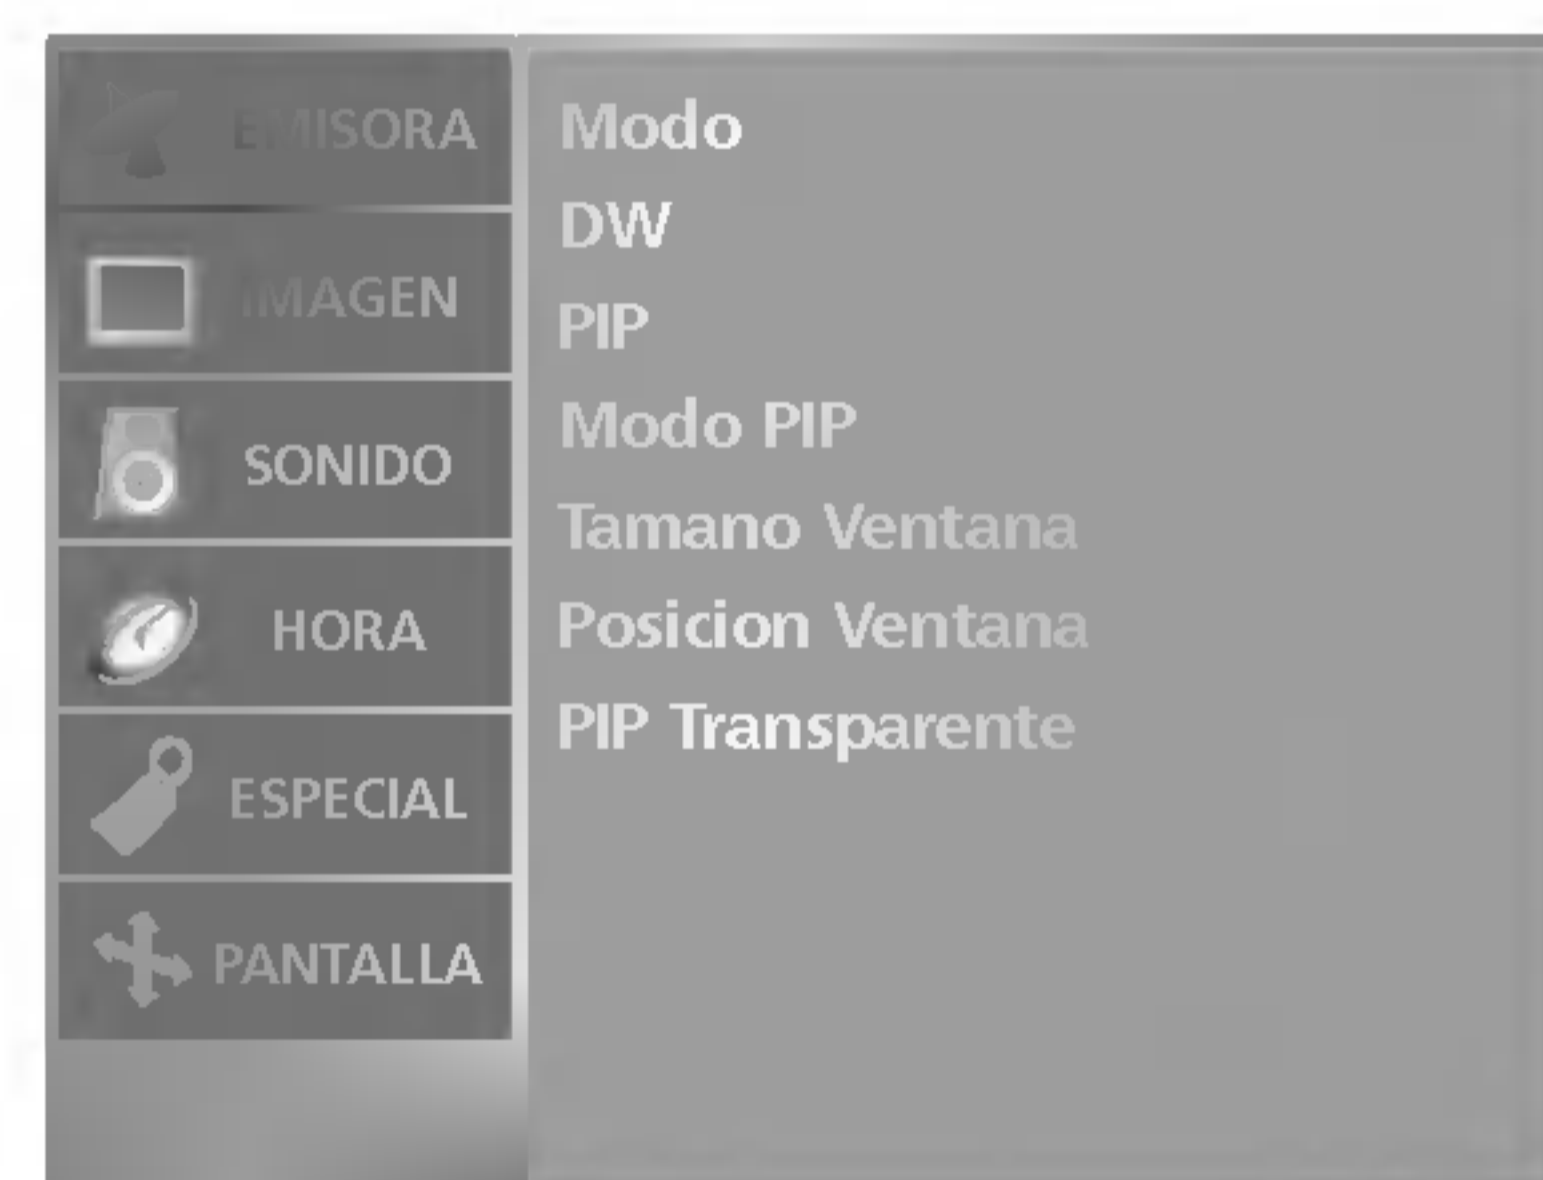 EMISORA
IMAGEN
SONIDO
HORA
ESPECIAL
PANTALLA
Modo
DW
PIP
Modo PIP
Tamano Ventana
Posicion Ventana
PIP Transparente